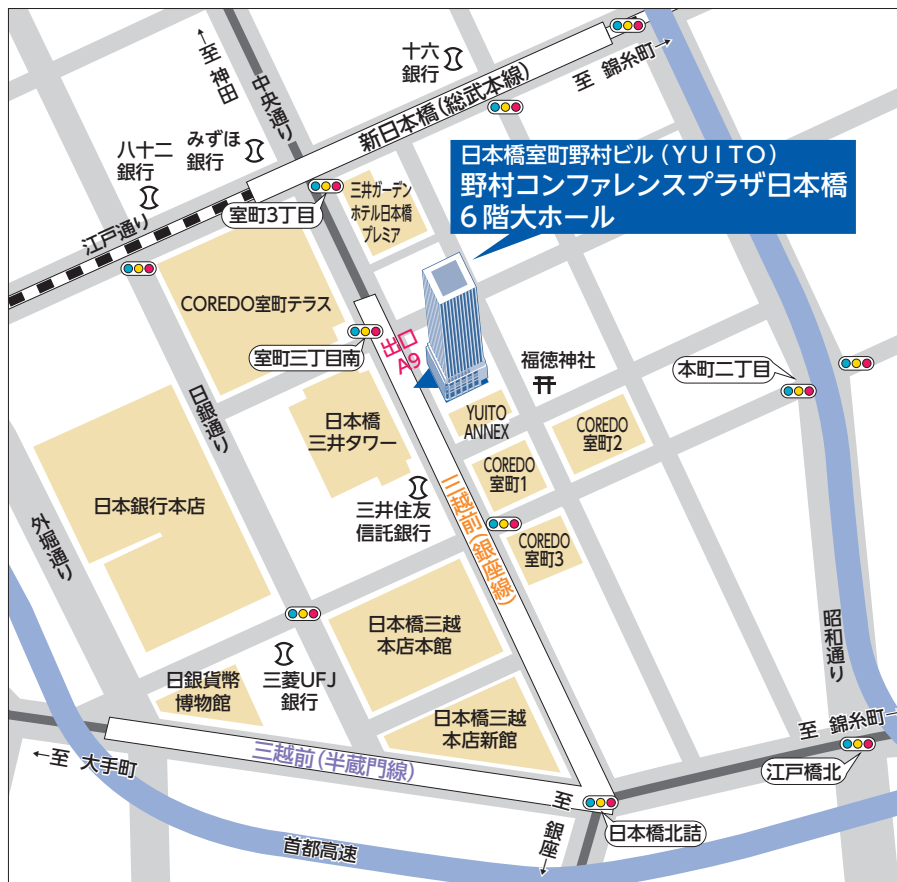 十六
銀行
至 錦糸町
至 神田
中央通り
新日本橋(総武本線)
みずほ
銀行
八十二
銀行
日本橋室町野村ビル(YUITO)
野村コンファレンスプラザ日本橋
6階大ホール
江戸通り
室町3丁目
三井ガーデン
ホテル日本橋
プレミア
COREDO室町テラス
室町三丁目南
出口
A9
福徳神社
本町二丁目
日銀通り
日本橋
三井タワー
YUITO
ANNEX
COREDO
室町2
COREDO
室町1
日本銀行本店
三井住友
信託銀行
三越前(銀座線)
COREDO
室町3
外堀通り
日本橋三越
本店本館
昭和通り
日銀貨幣
博物館
三菱UFJ
銀行
日本橋三越
本店新館
至 錦糸町
至 大手町
三越前(半蔵門線)
江戸橋北
至 銀座
日本橋北詰
首都高速